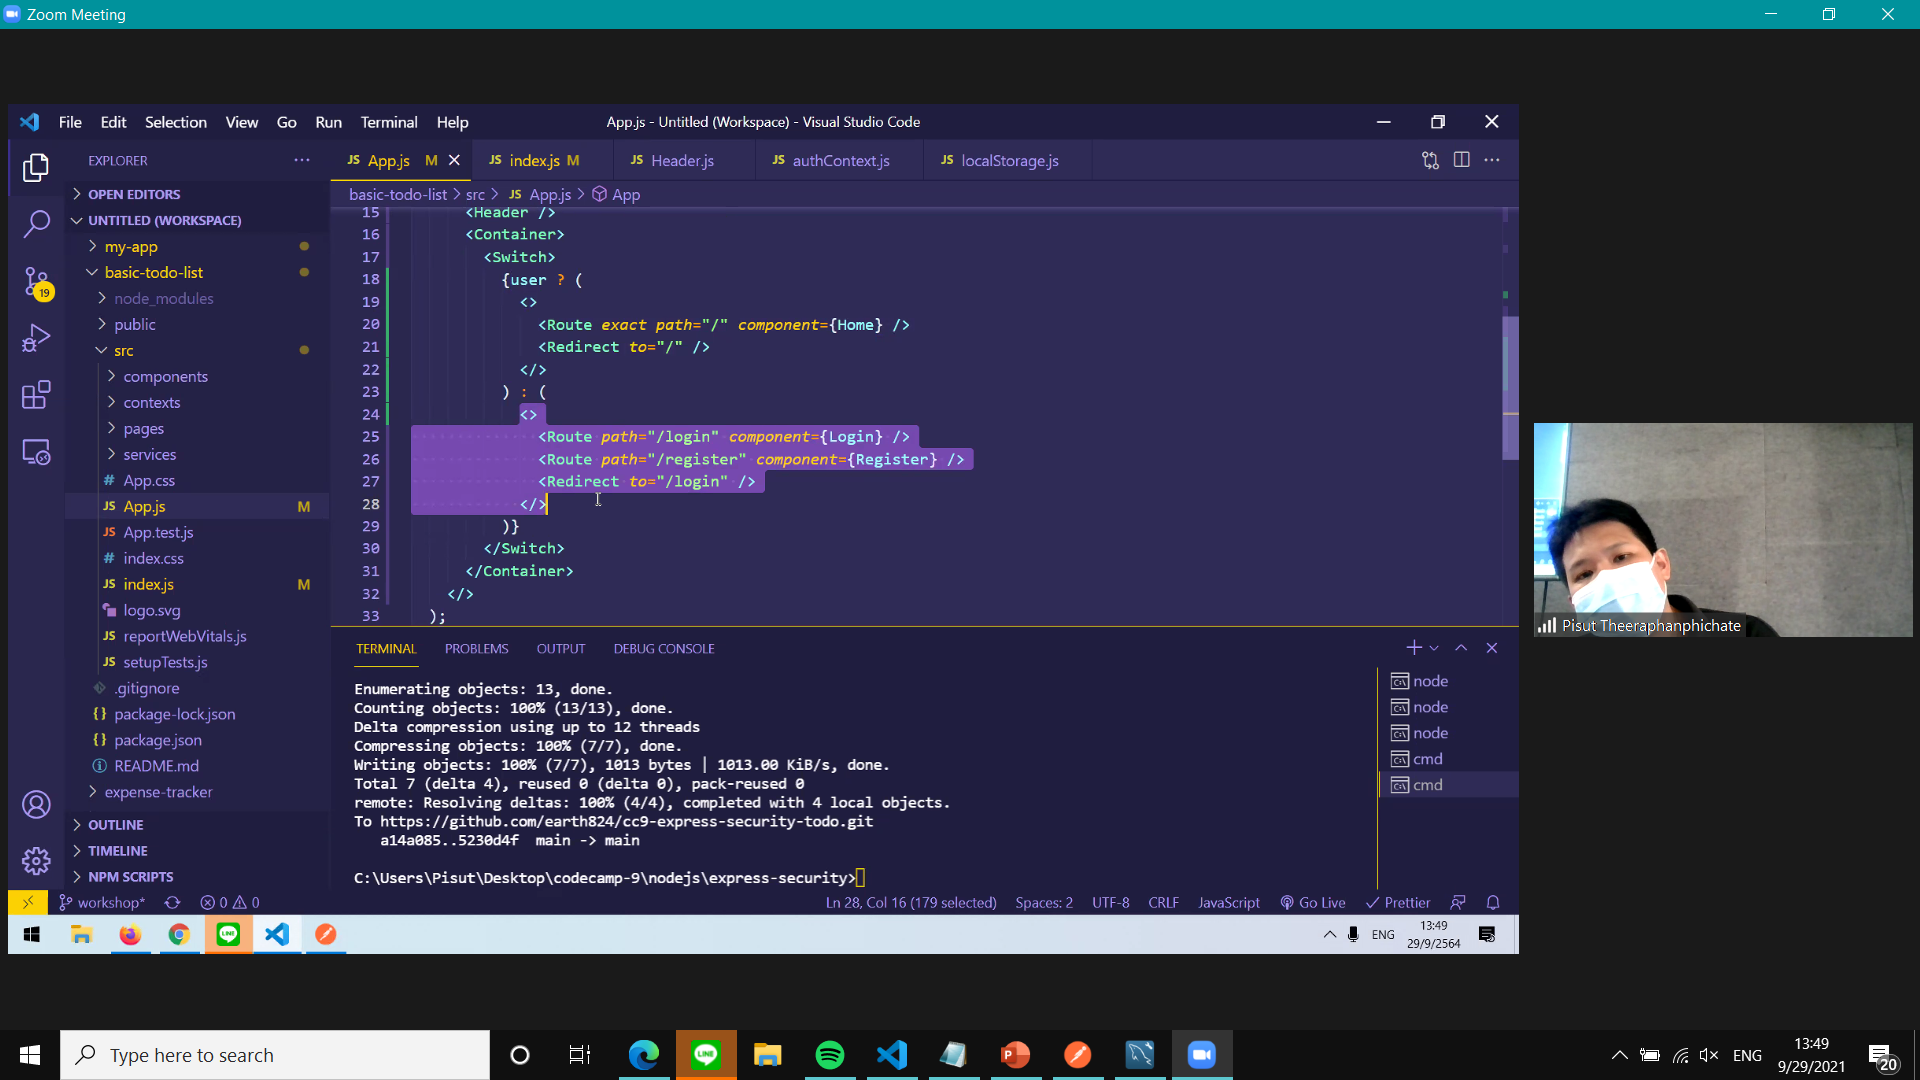 Zoom Meeting
File Edit Selection View Go Run Terminal Help
App.js - Untitled (Workspace) - Visual Studio Code
EXPLORER
JS App.js M
JS index.js M
JS Header.js
JS authContext.js
JS localStorage.js
OPEN EDITORS
UNTITLED (WORKSPACE)
my-app
basic-todo-list
node_modules
public
src
components
contexts
pages
services
# App.css
JS App.js M
JS App.test.js
# index.css
JS index.js M
logo.svg
JS reportWebVitals.js
JS setupTests.js
.gitignore
{} package-lock.json
{} package.json
README.md
expense-tracker
OUTLINE
TIMELINE
NPM SCRIPTS
19
basic-todo-list > src > JS App.js > App
15 <Header />
16 <Container>
17 <Switch>
18 {user ? (
19 <>
20 <Route exact path="/" component={Home} />
21 <Redirect to="/" />
22 </>
23 ) : (
24 <>
25 <Route path="/login" component={Login} />
26 <Route path="/register" component={Register} />
27 <Redirect to="/login" />
28 </>
29 )}
30 </Switch>
31 </Container>
32 </>
33 );
TERMINAL PROBLEMS OUTPUT DEBUG CONSOLE
Enumerating objects: 13, done.
Counting objects: 100% (13/13), done.
Delta compression using up to 12 threads
Compressing objects: 100% (7/7), done.
Writing objects: 100% (7/7), 1013 bytes | 1013.00 KiB/s, done.
Total 7 (delta 4), reused 0 (delta 0), pack-reused 0
remote: Resolving deltas: 100% (4/4), completed with 4 local objects.
To https://github.com/earth824/cc9-express-security-todo.git
a14a085..5230d4f main -> main
C:\Users\Pisut\Desktop\codecamp-9\nodejs\express-security>
node
node
node
cmd
cmd
workshop* 0 0
Ln 28, Col 16 (179 selected) Spaces: 2 UTF-8 CRLF JavaScript Go Live Prettier
ENG
13:49
29/9/2564
Pisut Theeraphanphichate
Type here to search
ENG
13:49
9/29/2021
20